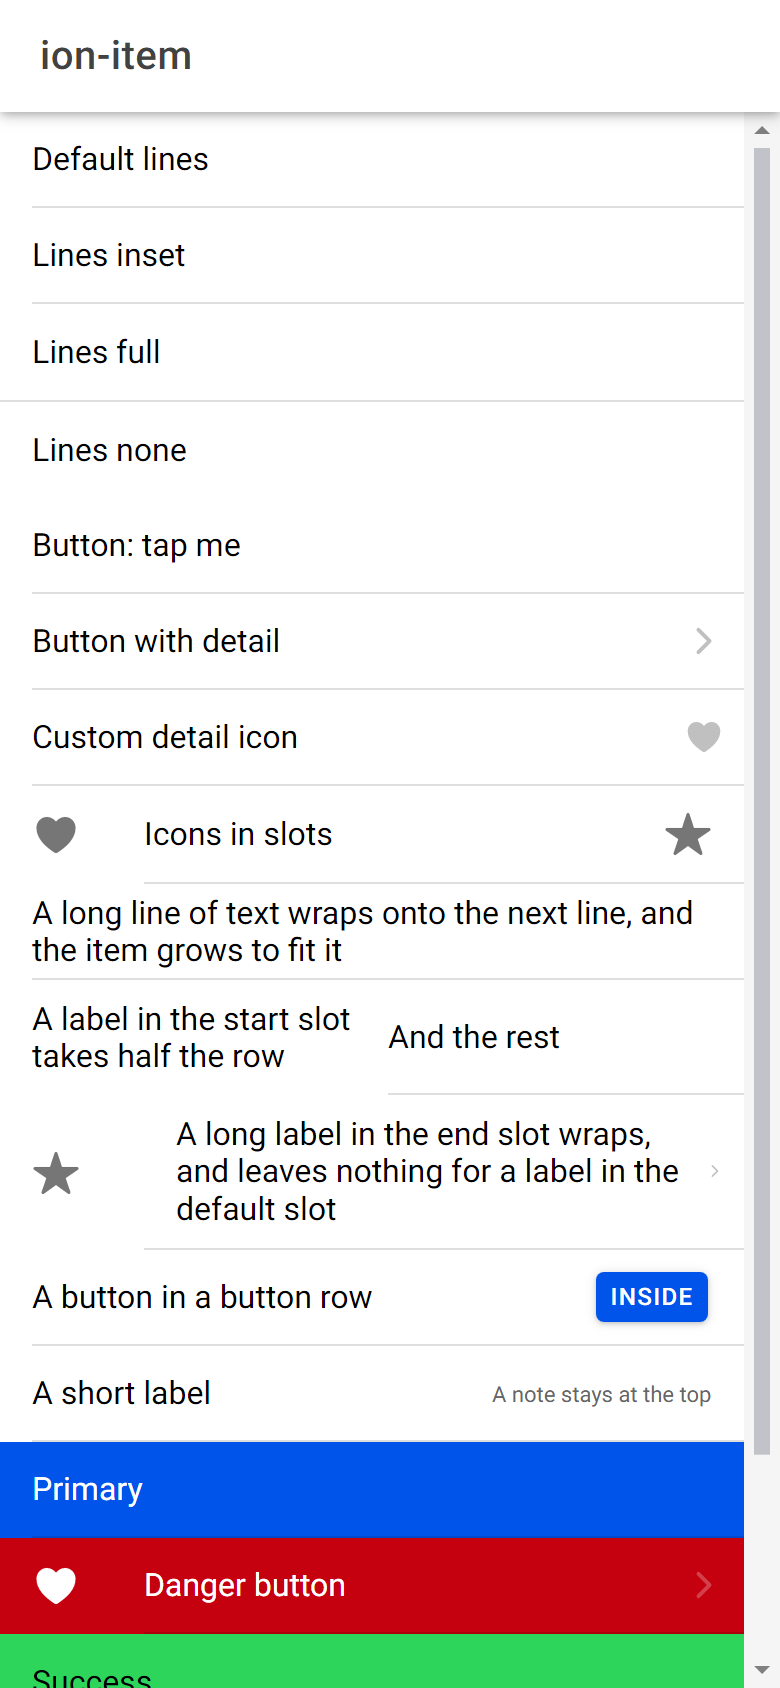 ion-item
Default lines
Lines inset
Lines full
Lines none
Button: tap me
Button with detail
Custom detail icon
Icons in slots
A long line of text wraps onto the next line, and
the item grows to fit it
A label in the start slot
takes half the row
And the rest
A long label in the end slot wraps,
and leaves nothing for a label in the
default slot
A button in a button row
INSIDE
A short label
A note stays at the top
Primary
Danger button
Success